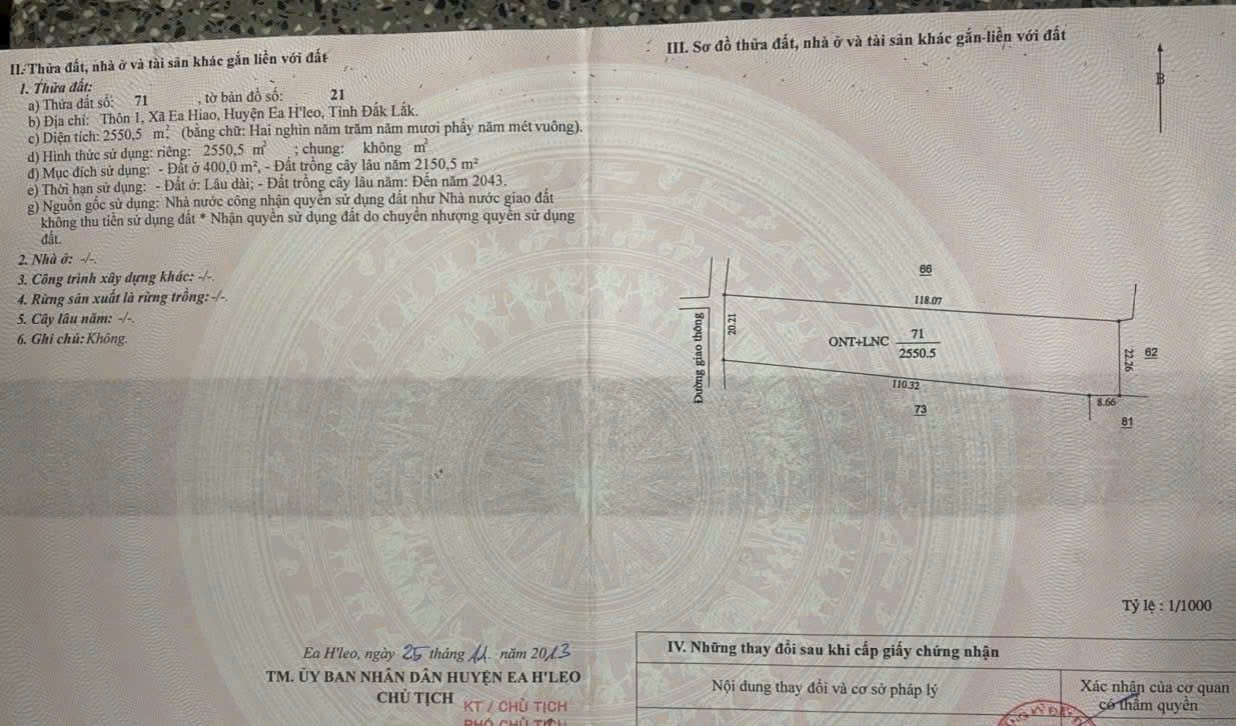 II. Thửa đất, nhà ở và tài sản khác gắn liền với đất
1. Thửa đất:
a) Thửa đất số: 71 , tờ bản đồ số: 21
b) Địa chỉ: Thôn 1, Xã Ea Hiao, Huyện Ea H'leo, Tỉnh Đắk Lắk.
c) Diện tích: 2550,5 m², (bằng chữ: Hai nghìn năm trăm năm mươi phẩy năm mét vuông).
d) Hình thức sử dụng: riêng: 2550,5 m² ; chung: không m²
đ) Mục đích sử dụng: - Đất ở 400,0 m², - Đất trồng cây lâu năm 2150,5 m²
e) Thời hạn sử dụng: - Đất ở: Lâu dài; - Đất trồng cây lâu năm: Đến năm 2043.
g) Nguồn gốc sử dụng: Nhà nước công nhận quyền sử dụng đất như Nhà nước giao đất
không thu tiền sử dụng đất * Nhận quyền sử dụng đất do chuyển nhượng quyền sử dụng
đất.
2. Nhà ở: -/-.
3. Công trình xây dựng khác: -/-.
4. Rừng sản xuất là rừng trồng: -/-.
5. Cây lâu năm: -/-.
6. Ghi chú: Không.
Ea H'leo, ngày 25 tháng 11. năm 2013
TM. ỦY BAN NHÂN DÂN HUYỆN EA H'LEO
CHỦ TỊCH
KT/ CHỦ TỊCH
PHÓ CHỦ TỊCH
III. Sơ đồ thửa đất, nhà ở và tài sản khác gắn liền với đất
B
66
118.07
Đường giao thông
20.21
ONT+LNC 71
2550.5
22.26
62
110.32
8.66
73
81
Tỷ lệ : 1/1000
IV. Những thay đổi sau khi cấp giấy chứng nhận
Nội dung thay đổi và cơ sở pháp lý
Xác nhận của cơ quan
có thẩm quyền